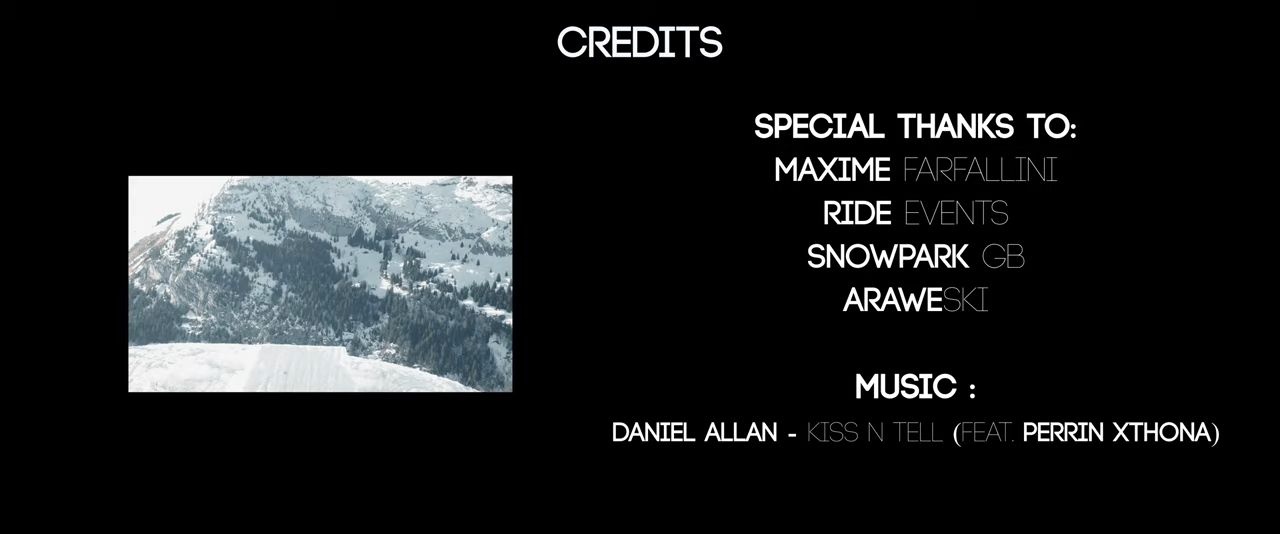 CREDITS
SPECIAL THANKS TO:
MAXIME FARFALLINI
RIDE EVENTS
SNOWPARK GB
ARAWESKI
MUSIC :
DANIEL ALLAN - KISS N TELL (FEAT. PERRIN XTHONA)